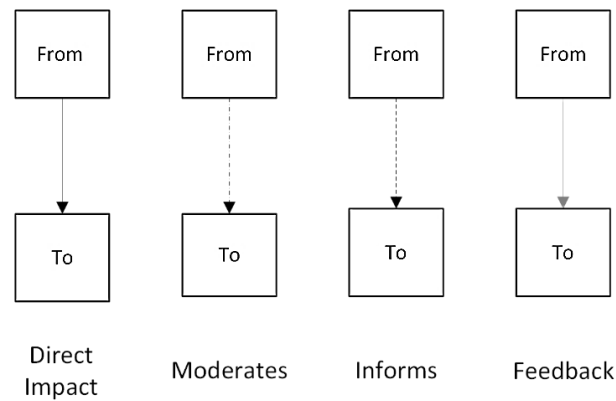 From From From From
To To To To
Direct
Impact
Moderates
Informs
Feedback